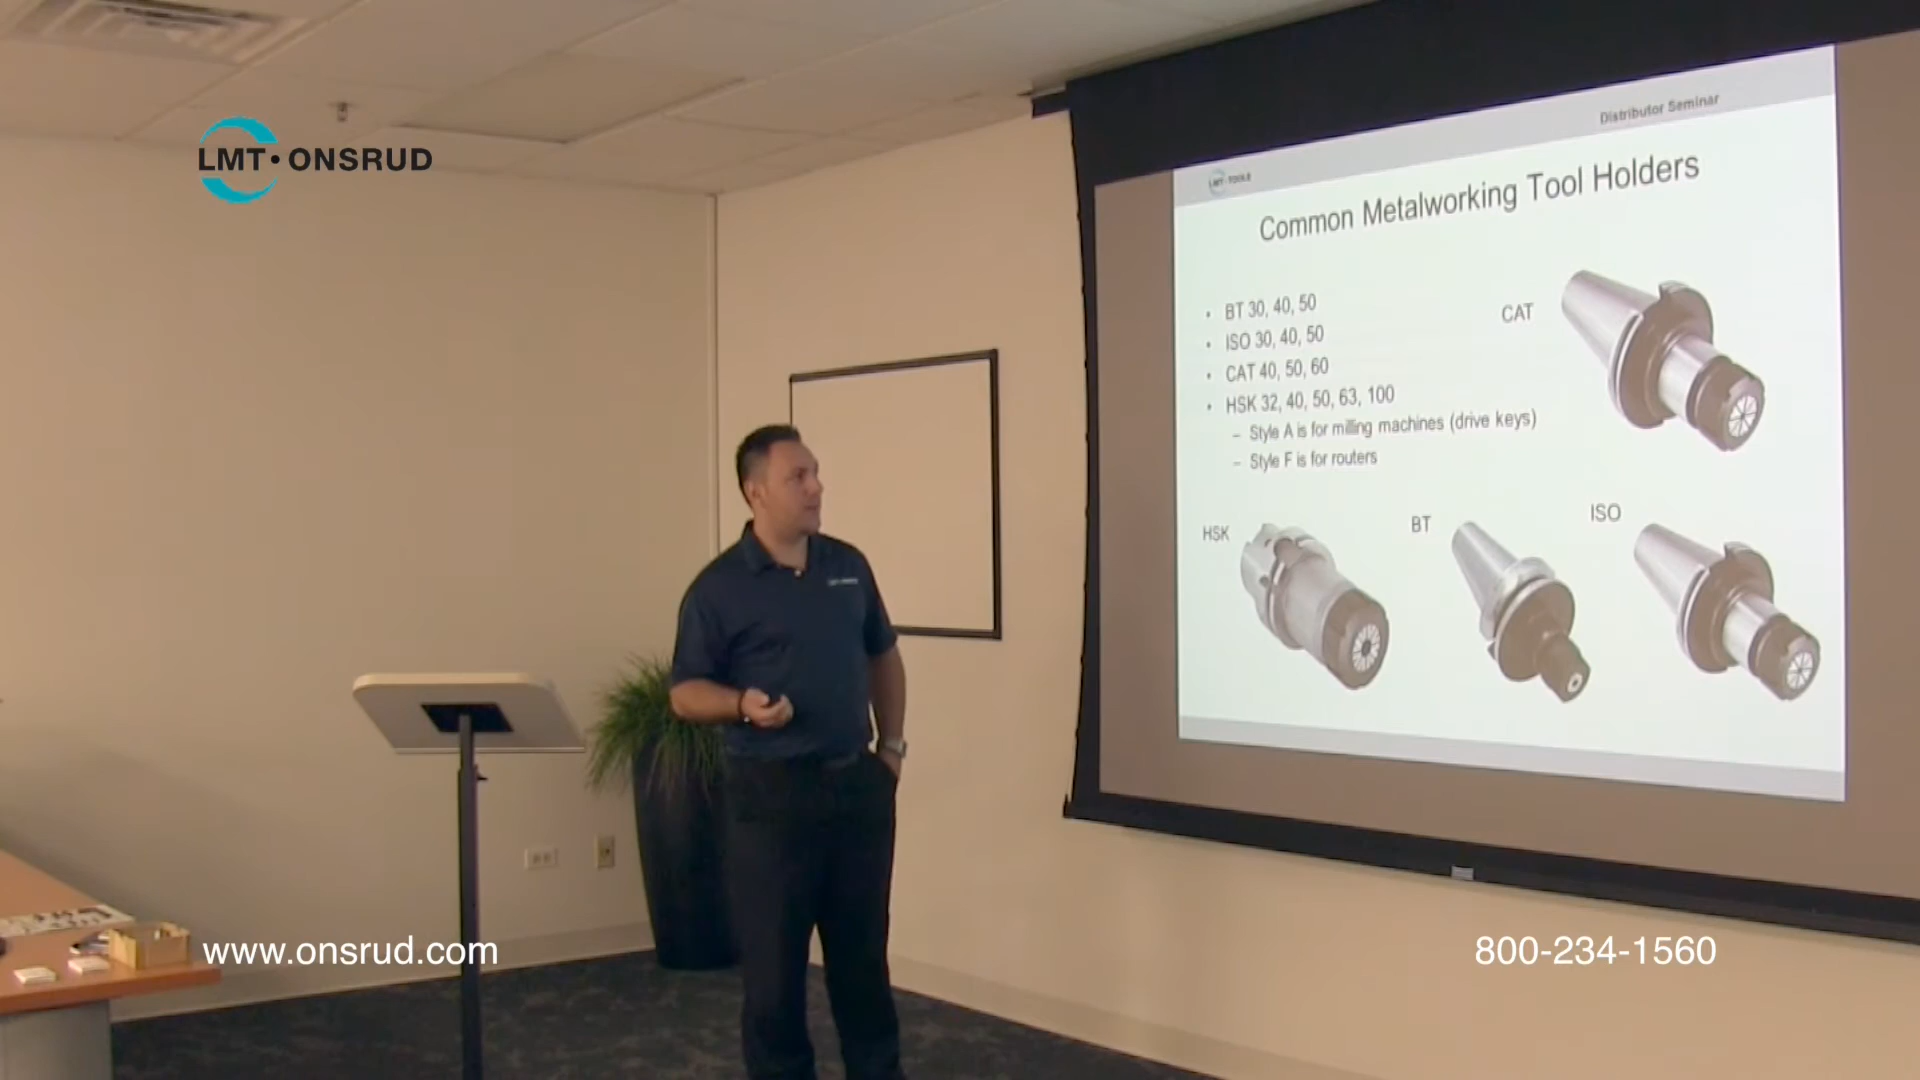 LMT • ONSRUD
Distributor Seminar
LMT • TOOLS
Common Metalworking Tool Holders
• BT 30, 40, 50
• ISO 30, 40, 50
• CAT 40, 50, 60
• HSK 32, 40, 50, 63, 100
– Style A is for milling machines (drive keys)
– Style F is for routers
CAT
HSK
BT
ISO
www.onsrud.com
800-234-1560